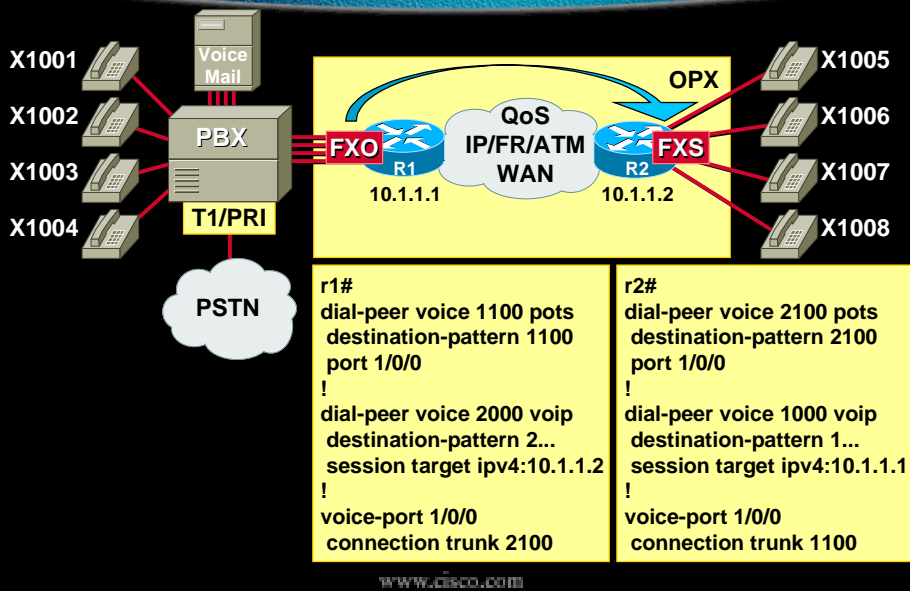 X1001
X1002
X1003
X1004
Voice
Mail
PBX
T1/PRI
PSTN
FXO
R1
10.1.1.1
QoS
IP/FR/ATM
WAN
OPX
FXS
R2
10.1.1.2
X1005
X1006
X1007
X1008
r1#
dial-peer voice 1100 pots
destination-pattern 1100
port 1/0/0
!
dial-peer voice 2000 voip
destination-pattern 2...
session target ipv4:10.1.1.2
!
voice-port 1/0/0
connection trunk 2100
r2#
dial-peer voice 2100 pots
destination-pattern 2100
port 1/0/0
!
dial-peer voice 1000 voip
destination-pattern 1...
session target ipv4:10.1.1.1
!
voice-port 1/0/0
connection trunk 1100
www.cisco.com